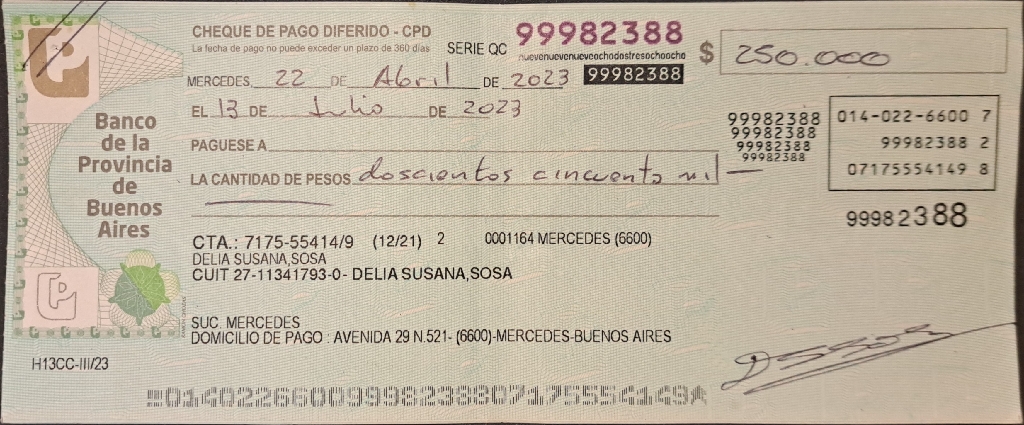 CHEQUE DE PAGO DIFERIDO - CPD
La fecha de pago no puede exceder un plazo de 360 días
SERIE QC 99982388
nuevenuevenueveochodostresochoocho
99982388
$ 250.000
MERCEDES, 22 DE Abril DE 2023
EL 13 DE Julio DE 2023
PAGUESE A
LA CANTIDAD DE PESOS doscientos cincuenta mil
99982388
99982388
99982388
99982388
014-022-6600 7
99982388 2
07175554149 8
99982388
Banco
de la
Provincia
de
Buenos
Aires
CTA.: 7175-55414/9 (12/21) 2 0001164 MERCEDES (6600)
DELIA SUSANA,SOSA
CUIT 27-11341793-0- DELIA SUSANA,SOSA
SUC. MERCEDES
DOMICILIO DE PAGO : AVENIDA 29 N.521- (6600)-MERCEDES-BUENOS AIRES
H13CC-III/23
01402266009998238807175554149